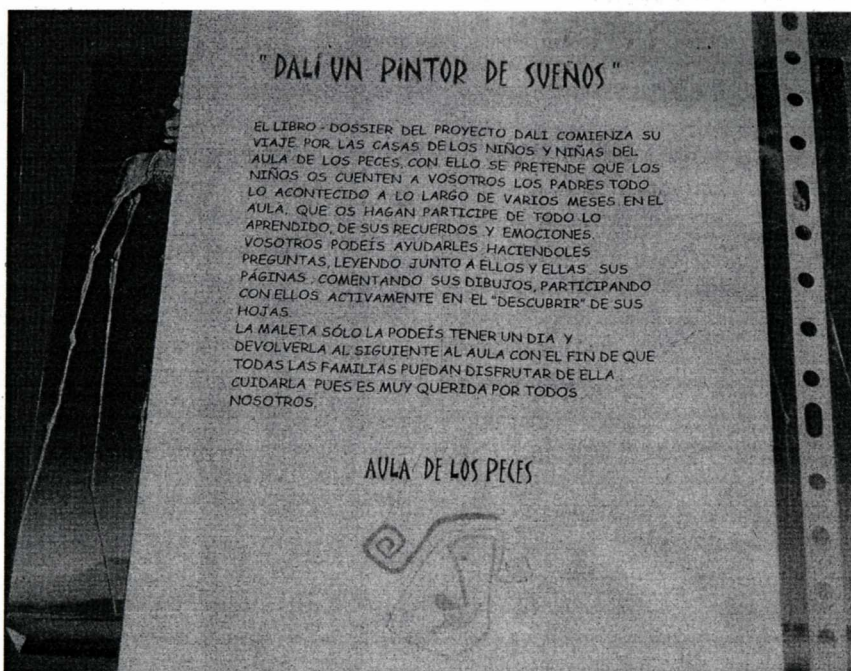 "DALÍ UN PINTOR DE SUEÑOS"
EL LIBRO - DOSSIER DEL PROYECTO DALI COMIENZA SU
VIAJE POR LAS CASAS DE LOS NIÑOS Y NIÑAS DEL
AULA DE LOS PECES, CON ELLO SE PRETENDE QUE LOS
NIÑOS OS CUENTEN A VOSOTROS LOS PADRES TODO
LO ACONTECIDO A LO LARGO DE VARIOS MESES EN EL
AULA, QUE OS HAGAN PARTICIPE DE TODO LO
APRENDIDO, DE SUS RECUERDOS Y EMOCIONES.
VOSOTROS PODEÍS AYUDARLES HACIENDOLES
PREGUNTAS, LEYENDO JUNTO A ELLOS Y ELLAS SUS
PÁGINAS, COMENTANDO SUS DIBUJOS, PARTICIPANDO
CON ELLOS ACTIVAMENTE EN EL "DESCUBRIR" DE SUS
HOJAS.
LA MALETA SÓLO LA PODEÍS TENER UN DIA Y
DEVOLVERLA AL SIGUIENTE AL AULA CON EL FIN DE QUE
TODAS LAS FAMILIAS PUEDAN DISFRUTAR DE ELLA.
CUIDARLA PUES ES MUY QUERIDA POR TODOS
NOSOTROS.
AULA DE LOS PECES